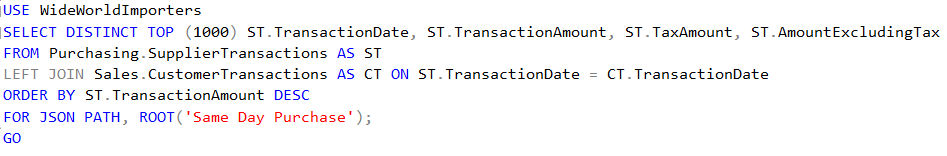 USE WideWorldImporters
SELECT DISTINCT TOP (1000) ST.TransactionDate, ST.TransactionAmount, ST.TaxAmount, ST.AmountExcludingTax
FROM Purchasing.SupplierTransactions AS ST
LEFT JOIN Sales.CustomerTransactions AS CT ON ST.TransactionDate = CT.TransactionDate
ORDER BY ST.TransactionAmount DESC
FOR JSON PATH, ROOT('Same Day Purchase');
GO